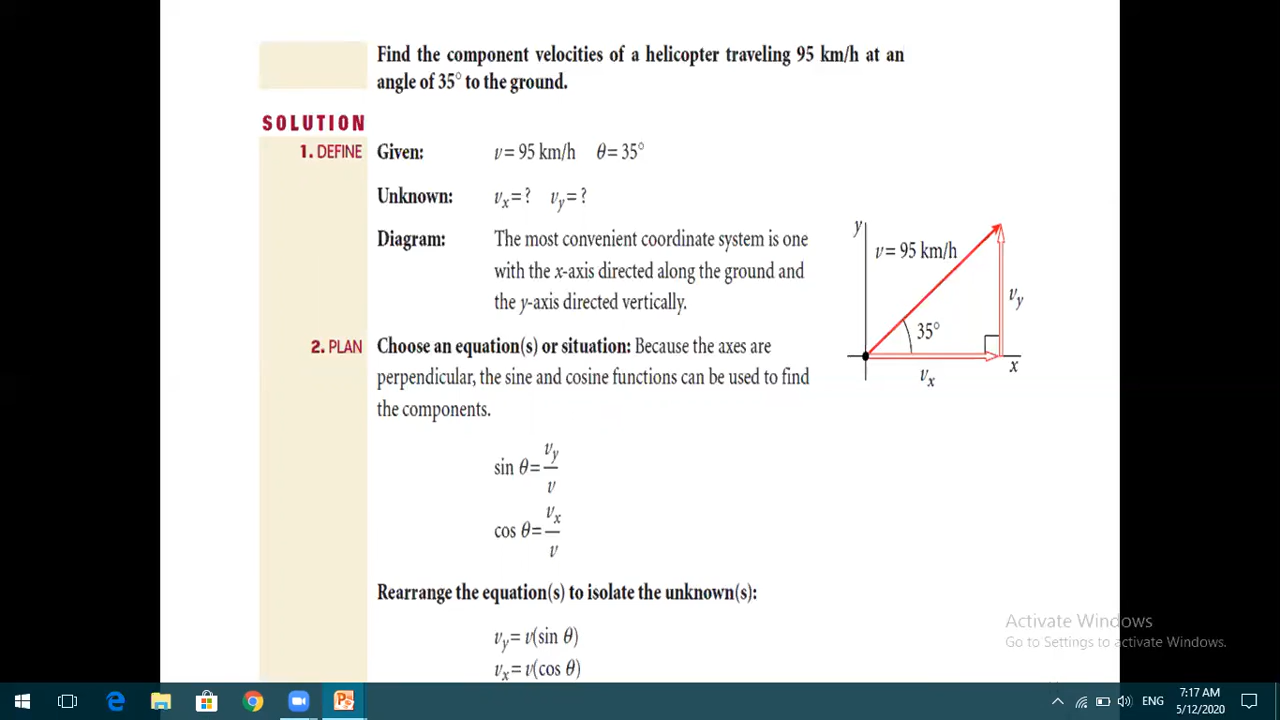 Find the component velocities of a helicopter traveling 95 km/h at an
angle of 35° to the ground.
SOLUTION
1. DEFINE Given: v = 95 km/h θ = 35°
Unknown: vx = ? vy = ?
Diagram: The most convenient coordinate system is one
with the x-axis directed along the ground and
the y-axis directed vertically.
y
v = 95 km/h
vy
35°
x
vx
2. PLAN Choose an equation(s) or situation: Because the axes are
perpendicular, the sine and cosine functions can be used to find
the components.
sin θ = vy/v
cos θ = vx/v
Rearrange the equation(s) to isolate the unknown(s):
vy = v(sin θ)
vx = v(cos θ)
Activate Windows
Go to Settings to activate Windows.
ENG
7:17 AM
5/12/2020